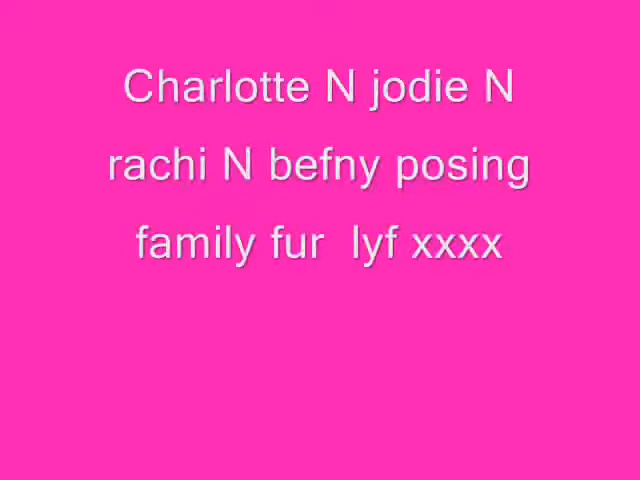 Charlotte N jodie N
rachi N befny posing
family fur  lyf xxxx